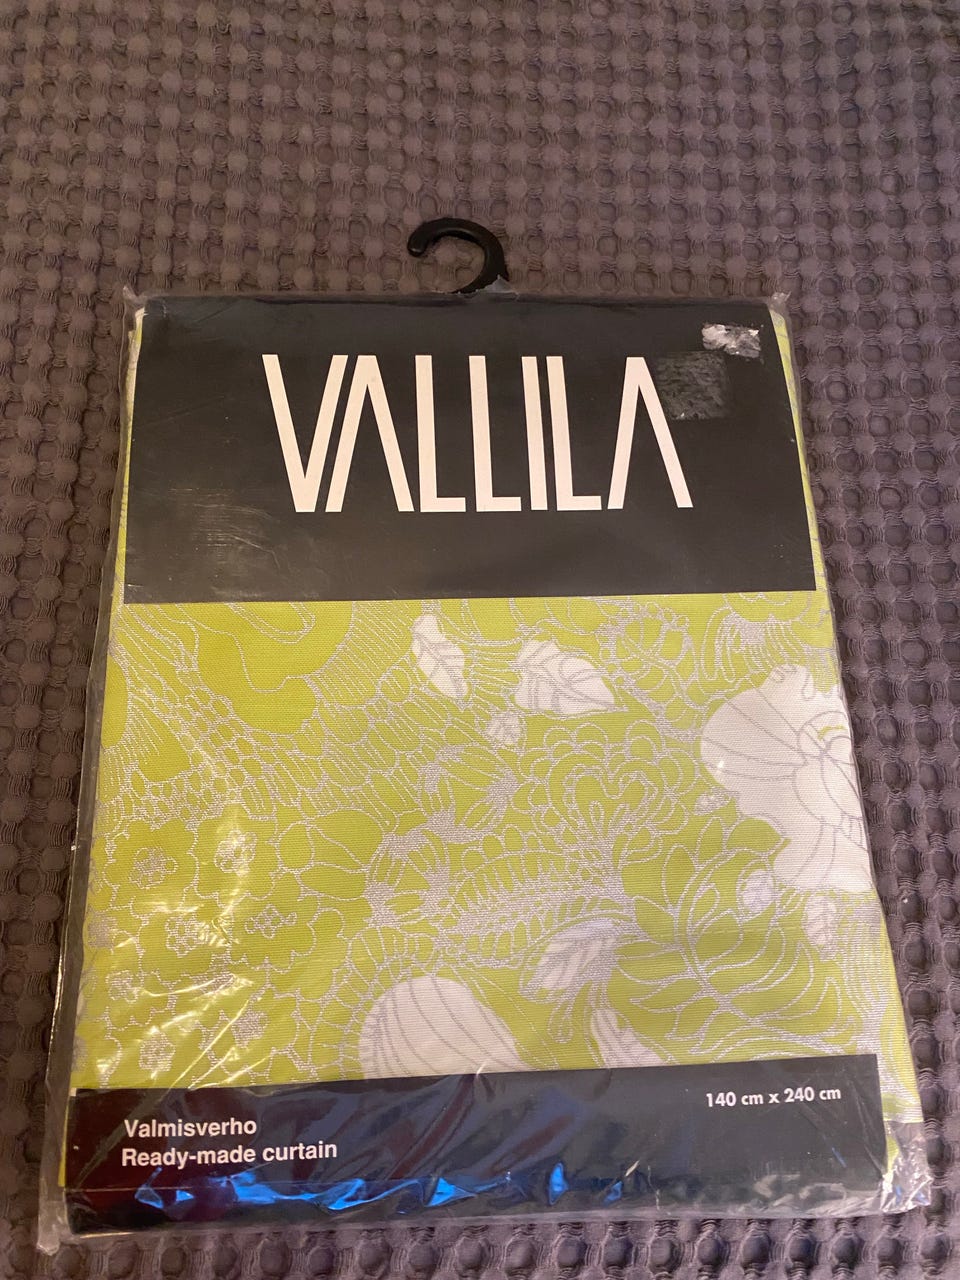 VALLILA
140 cm x 240 cm
Valmisverho
Ready-made curtain